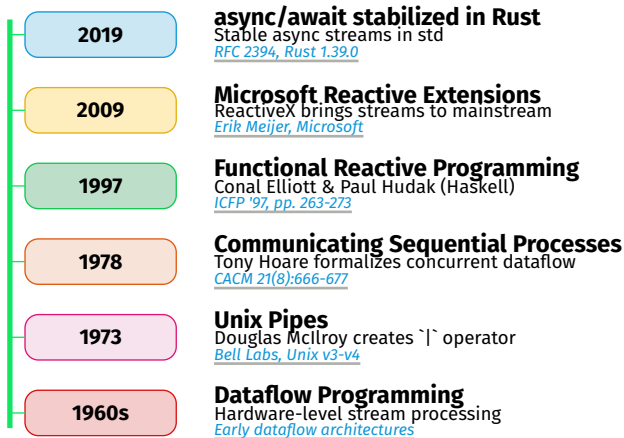 2019
async/await stabilized in Rust
Stable async streams in std
RFC 2394, Rust 1.39.0
2009
Microsoft Reactive Extensions
ReactiveX brings streams to mainstream
Erik Meijer, Microsoft
1997
Functional Reactive Programming
Conal Elliott & Paul Hudak (Haskell)
ICFP '97, pp. 263-273
1978
Communicating Sequential Processes
Tony Hoare formalizes concurrent dataflow
CACM 21(8):666-677
1973
Unix Pipes
Douglas McIlroy creates `|` operator
Bell Labs, Unix v3-v4
1960s
Dataflow Programming
Hardware-level stream processing
Early dataflow architectures